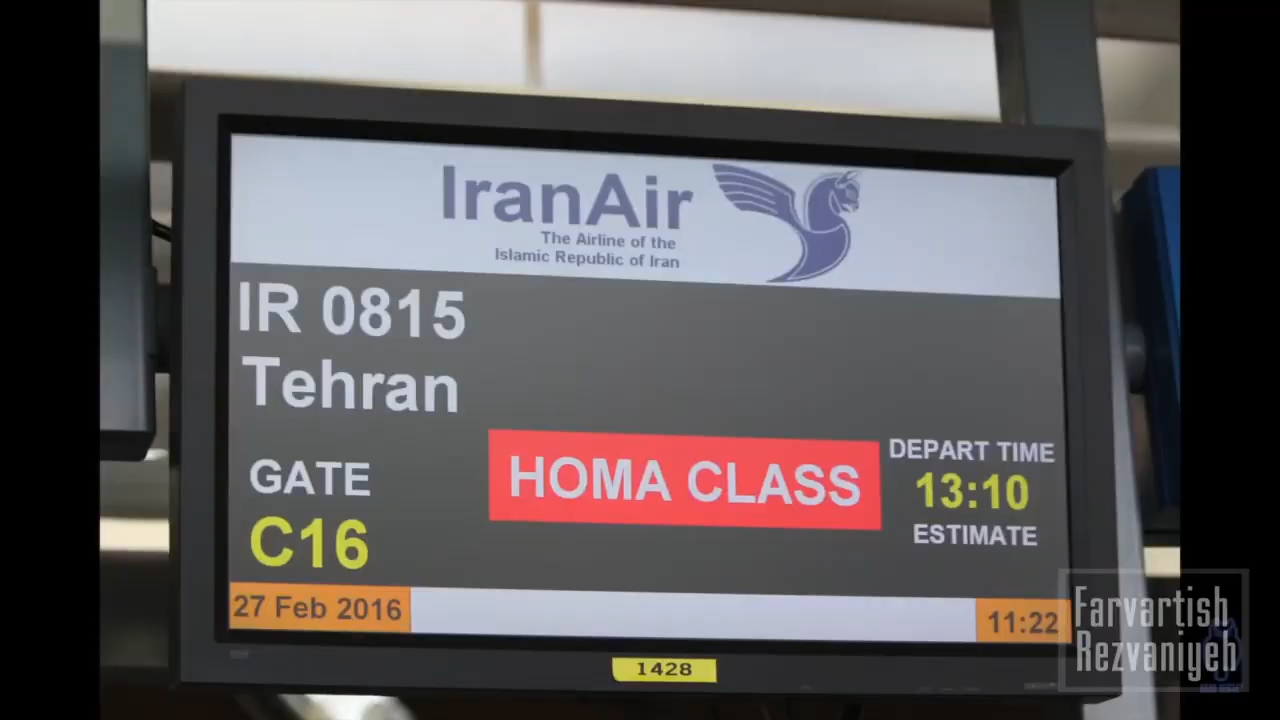 IranAir
The Airline of the
Islamic Republic of Iran
IR 0815
Tehran
GATE
C16
HOMA CLASS
DEPART TIME
13:10
ESTIMATE
27 Feb 2016
11:22
1428
Farvartish
Rezvaniyeh